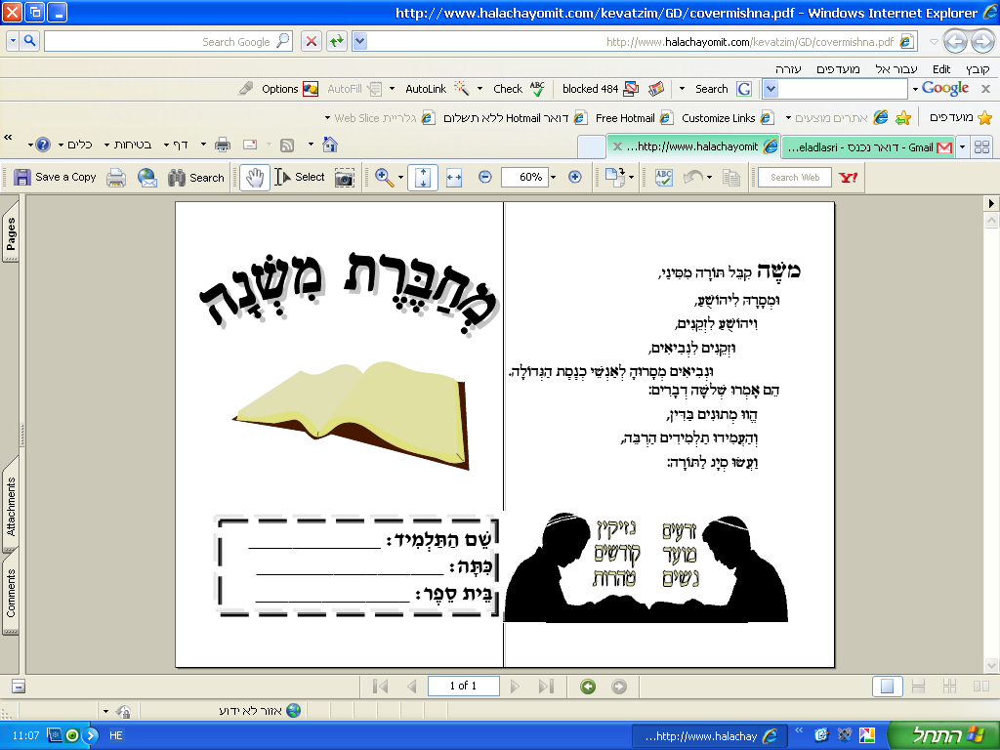 http://www.halachayomit.com/kevatzim/GD/covermishna.pdf - Windows Internet Explorer
Search Google
http://www.halachayomit.com/kevatzim/GD/covermishna.pdf
קובץ Edit מועדפים עבור אל עזרה
Google Search blocked 484 Check AutoLink AutoFill Options
מועדפים אתרים מוצעים Customize Links Free Hotmail דואר Hotmail ללא תשלום גלריית Web Slice
...eladlasri - דואר נכנס - Gmail
...http://www.halachayomit
דף בטיחות כלים
Save a Copy Search Select 60% Search Web Y!
Pages
Attachments
Comments
מַחְבֶּרֶת מִשְׁנָה
שֵׁם הַתַּלְמִיד: ____________
כִּתָּה: _________________
בֵּית סֵפֶר: ______________
מֹשֶׁה קִבֵּל תּוֹרָה מִסִּינַי,
וּמְסָרָהּ לִיהוֹשֻׁעַ,
וִיהוֹשֻׁעַ לִזְקֵנִים,
וּזְקֵנִים לִנְבִיאִים,
וּנְבִיאִים מְסָרוּהָ לְאַנְשֵׁי כְנֶסֶת הַגְּדוֹלָה.
הֵם אָמְרוּ שְׁלֹשָׁה דְבָרִים:
הֱווּ מְתוּנִים בַּדִּין,
וְהַעֲמִידוּ תַלְמִידִים הַרְבֵּה,
וַעֲשׂוּ סְיָג לַתּוֹרָה:
זרעים
מועד
נשים
נזיקין
קודשים
טהרות
1 of 1
אזור לא ידוע
התחל
...http://www.halachay
HE
11:07